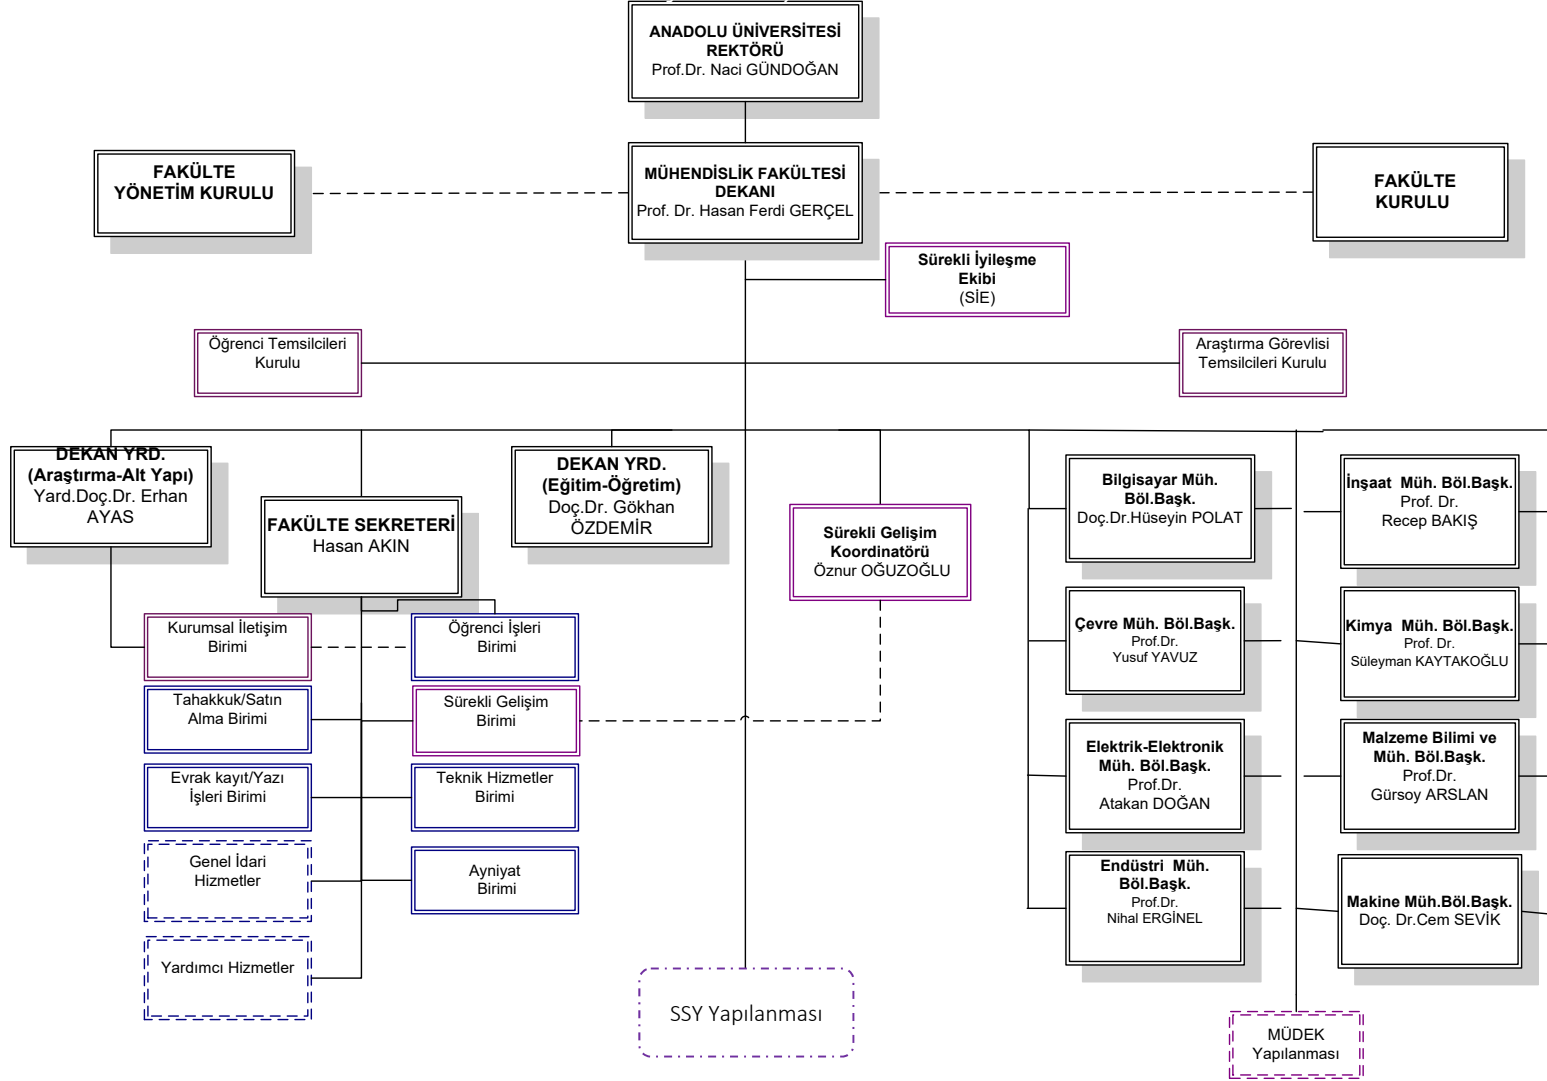 ANADOLU ÜNİVERSİTESİ
REKTÖRÜ
Prof.Dr. Naci GÜNDOĞAN
FAKÜLTE
YÖNETİM KURULU
MÜHENDİSLİK FAKÜLTESİ
DEKANI
Prof. Dr. Hasan Ferdi GERÇEL
FAKÜLTE
KURULU
Sürekli İyileşme
Ekibi
(SİE)
Öğrenci Temsilcileri
Kurulu
Araştırma Görevlisi
Temsilcileri Kurulu
DEKAN YRD.
(Araştırma-Alt Yapı)
Yard.Doç.Dr. Erhan
AYAS
FAKÜLTE SEKRETERİ
Hasan AKIN
DEKAN YRD.
(Eğitim-Öğretim)
Doç.Dr. Gökhan
ÖZDEMİR
Sürekli Gelişim
Koordinatörü
Öznur OĞUZOĞLU
Bilgisayar Müh.
Böl.Başk.
Doç.Dr.Hüseyin POLAT
İnşaat  Müh. Böl.Başk.
Prof. Dr.
Recep BAKIŞ
Çevre Müh. Böl.Başk.
Prof.Dr.
Yusuf YAVUZ
Kimya  Müh. Böl.Başk.
Prof. Dr.
Süleyman KAYTAKOĞLU
Elektrik-Elektronik
Müh. Böl.Başk.
Prof.Dr.
Atakan DOĞAN
Malzeme Bilimi ve
Müh. Böl.Başk.
Prof.Dr.
Gürsoy ARSLAN
Endüstri  Müh.
Böl.Başk.
Prof.Dr.
Nihal ERGİNEL
Makine Müh.Böl.Başk.
Doç. Dr.Cem SEVİK
Kurumsal İletişim
Birimi
Öğrenci İşleri
Birimi
Tahakkuk/Satın
Alma Birimi
Sürekli Gelişim
Birimi
Evrak kayıt/Yazı
İşleri Birimi
Teknik Hizmetler
Birimi
Genel İdari
Hizmetler
Ayniyat
Birimi
Yardımcı Hizmetler
SSY Yapılanması
MÜDEK
Yapılanması